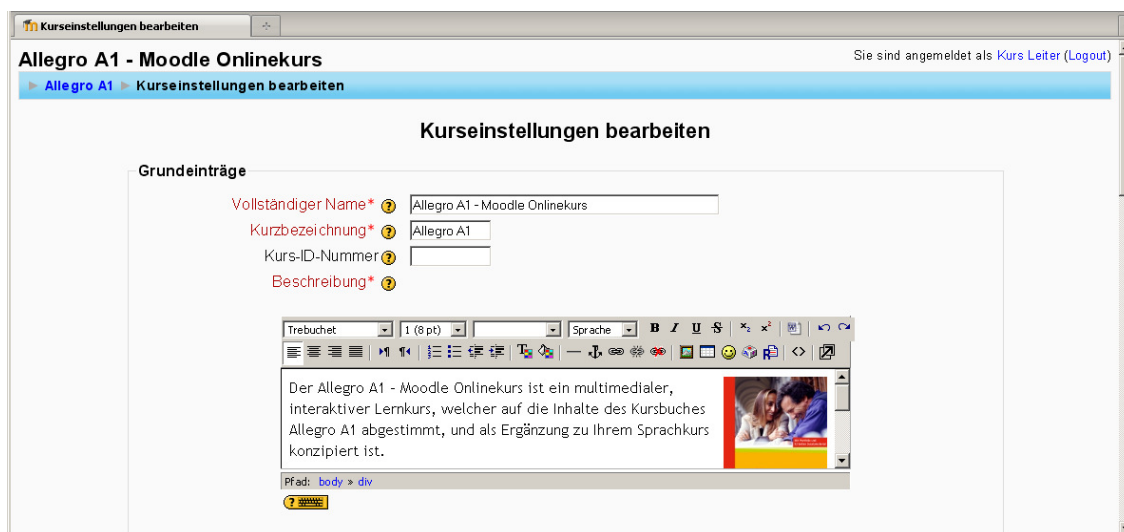 Kurseinstellungen bearbeiten
Allegro A1 - Moodle Onlinekurs
Sie sind angemeldet als Kurs Leiter (Logout)
Allegro A1 ► Kurseinstellungen bearbeiten
Kurseinstellungen bearbeiten
Grundeinträge
Vollständiger Name* Allegro A1 - Moodle Onlinekurs
Kurzbezeichnung* Allegro A1
Kurs-ID-Nummer
Beschreibung*
Trebuchet 1 (8 pt) Sprache B I U S x₂ x²
Der Allegro A1 - Moodle Onlinekurs ist ein multimedialer,
interaktiver Lernkurs, welcher auf die Inhalte des Kursbuches
Allegro A1 abgestimmt, und als Ergänzung zu Ihrem Sprachkurs
konzipiert ist.
Pfad: body » div